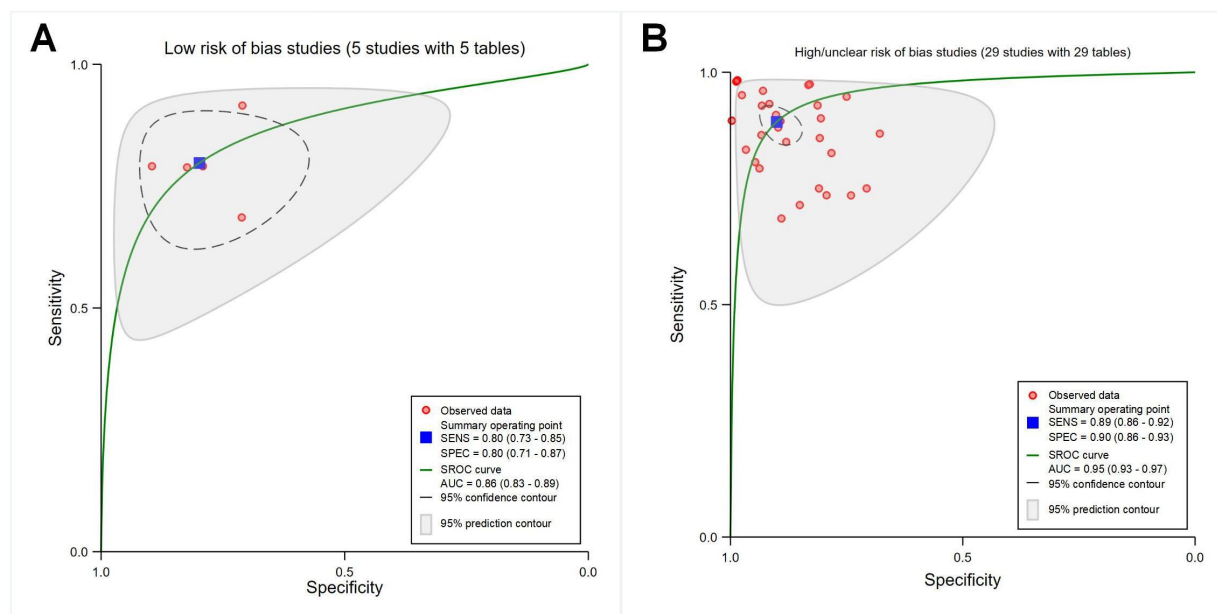 A
Low risk of bias studies (5 studies with 5 tables)
1.0
0.5
0.0
Sensitivity
1.0
0.5
0.0
Specificity
Observed data
Summary operating point
SENS = 0.80 (0.73 - 0.85)
SPEC = 0.80 (0.71 - 0.87)
SROC curve
AUC = 0.86 (0.83 - 0.89)
95% confidence contour
95% prediction contour
B
High/unclear risk of bias studies (29 studies with 29 tables)
1.0
0.5
0.0
Sensitivity
1.0
0.5
0.0
Specificity
Observed data
Summary operating point
SENS = 0.89 (0.86 - 0.92)
SPEC = 0.90 (0.86 - 0.93)
SROC curve
AUC = 0.95 (0.93 - 0.97)
95% confidence contour
95% prediction contour